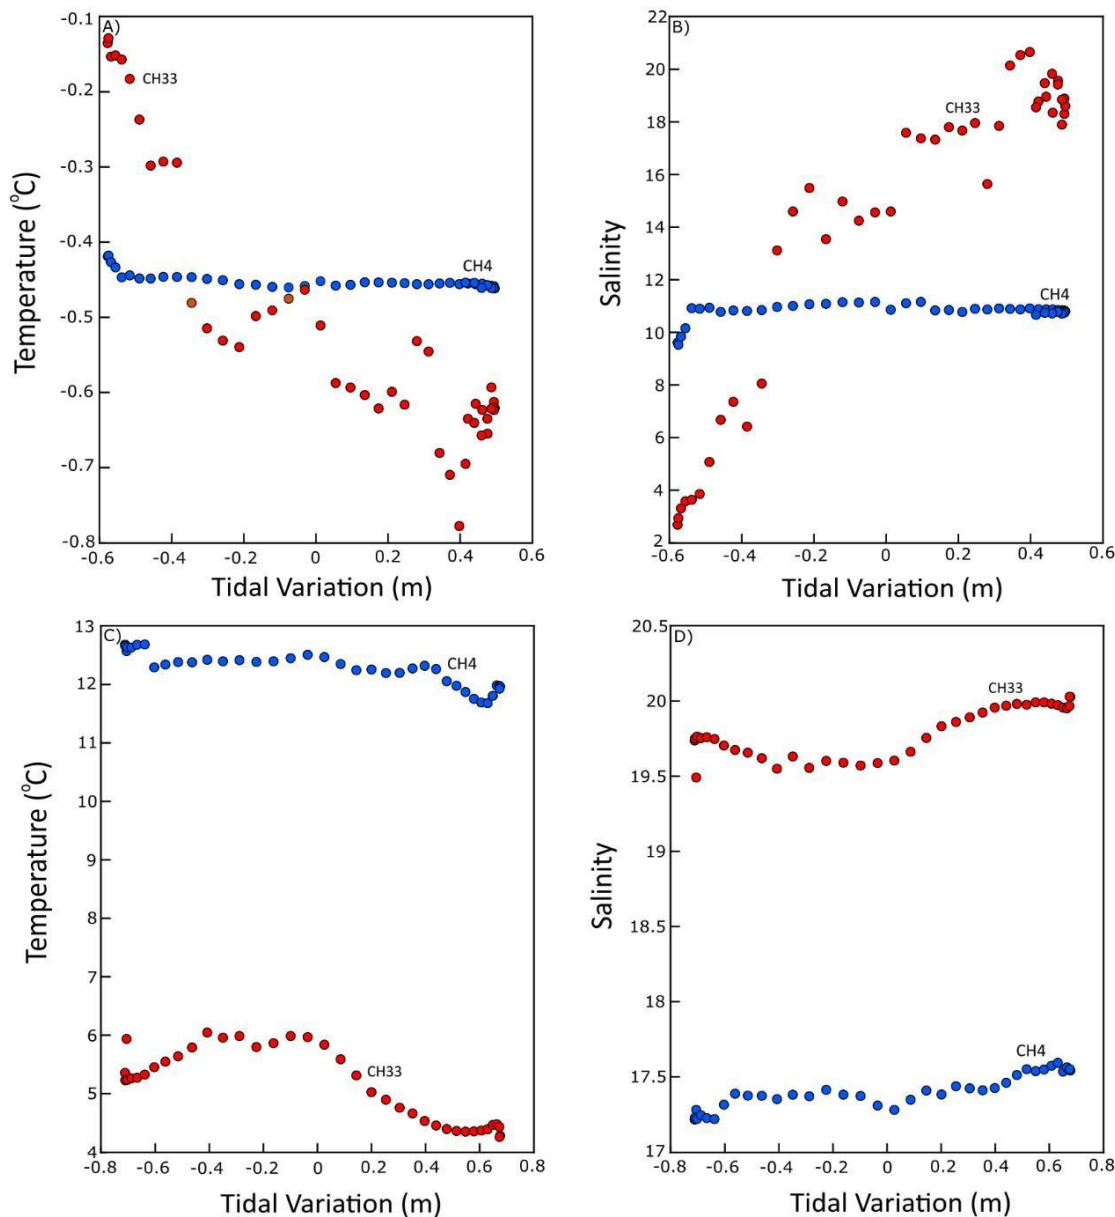 A)
-0.1
-0.2
-0.3
-0.4
-0.5
-0.6
-0.7
-0.8
Temperature (⁰C)
CH33
CH4
-0.6 -0.4 -0.2 0 0.2 0.4 0.6
Tidal Variation (m)
B)
22
20
18
16
14
12
10
8
6
4
2
Salinity
CH33
CH4
-0.6 -0.4 -0.2 0 0.2 0.4 0.6
Tidal Variation (m)
C)
13
12
11
10
9
8
7
6
5
4
Temperature (⁰C)
CH4
CH33
-0.8 -0.6 -0.4 -0.2 0 0.2 0.4 0.6 0.8
Tidal Variation (m)
D)
20.5
20
19.5
19
18.5
18
17.5
17
Salinity
CH33
CH4
-0.8 -0.6 -0.4 -0.2 0 0.2 0.4 0.6 0.8
Tidal Variation (m)